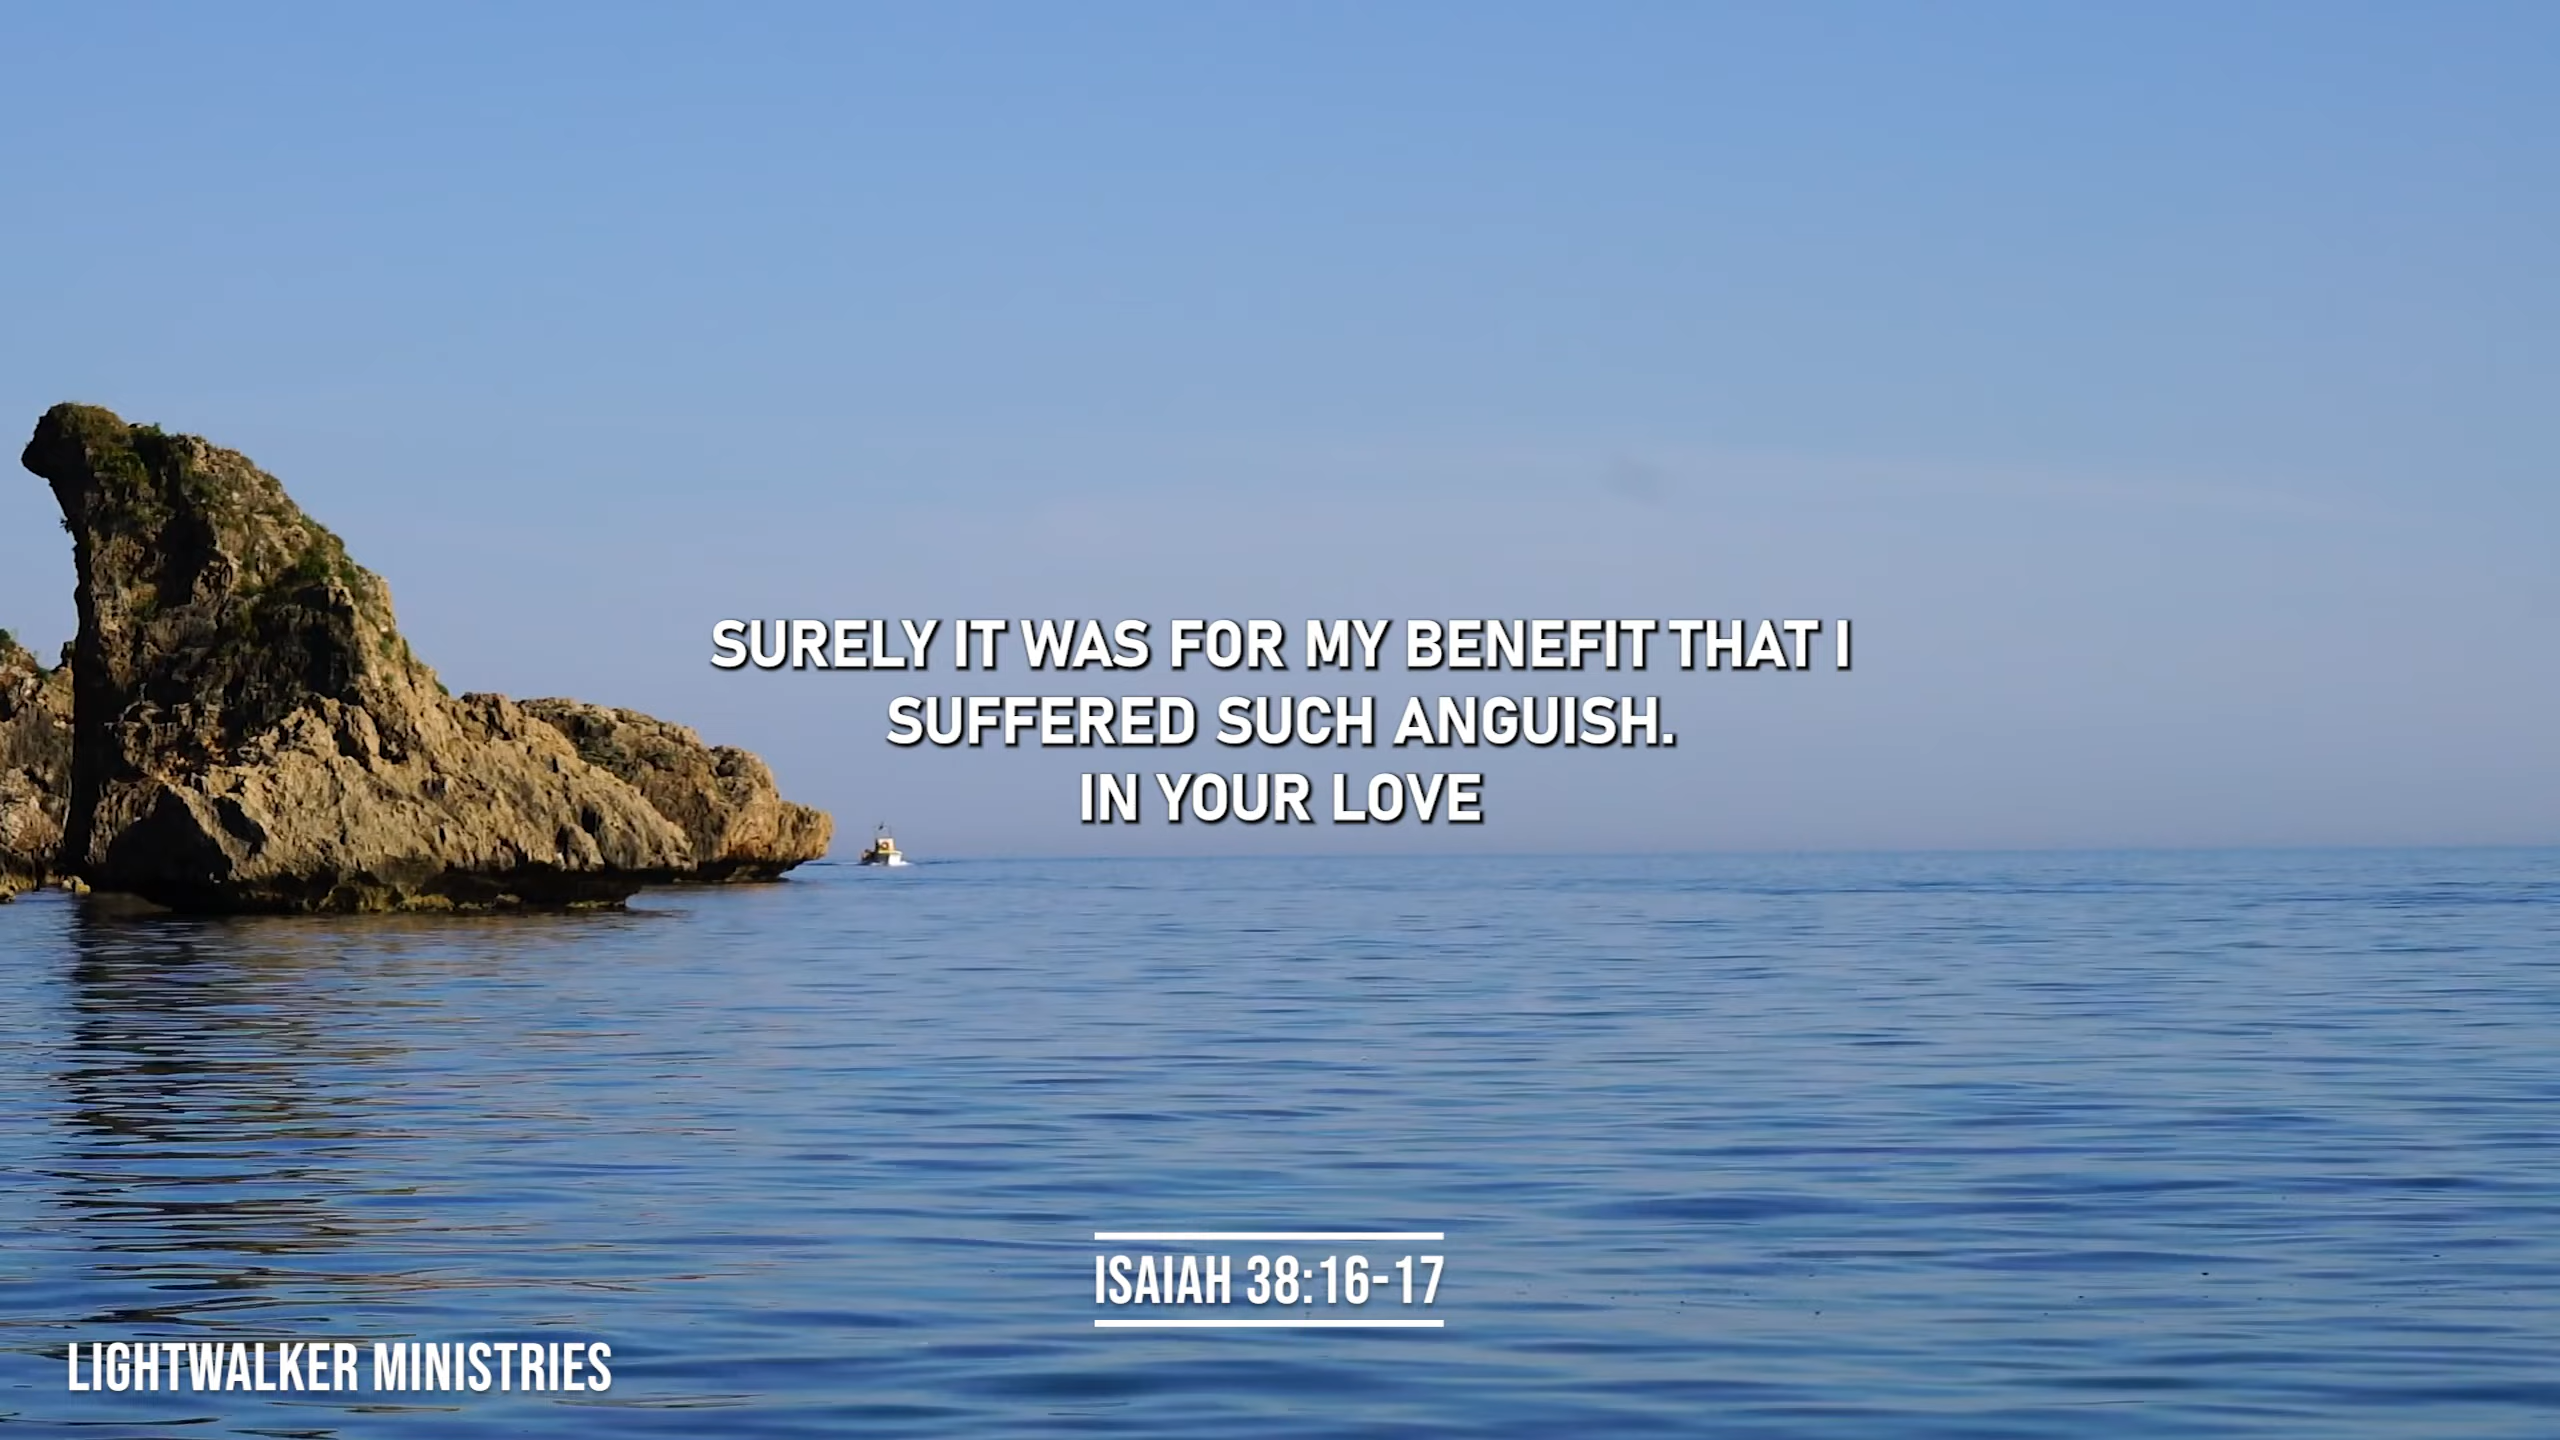 SURELY IT WAS FOR MY BENEFIT THAT I
SUFFERED SUCH ANGUISH.
IN YOUR LOVE
ISAIAH 38:16-17
LIGHTWALKER MINISTRIES